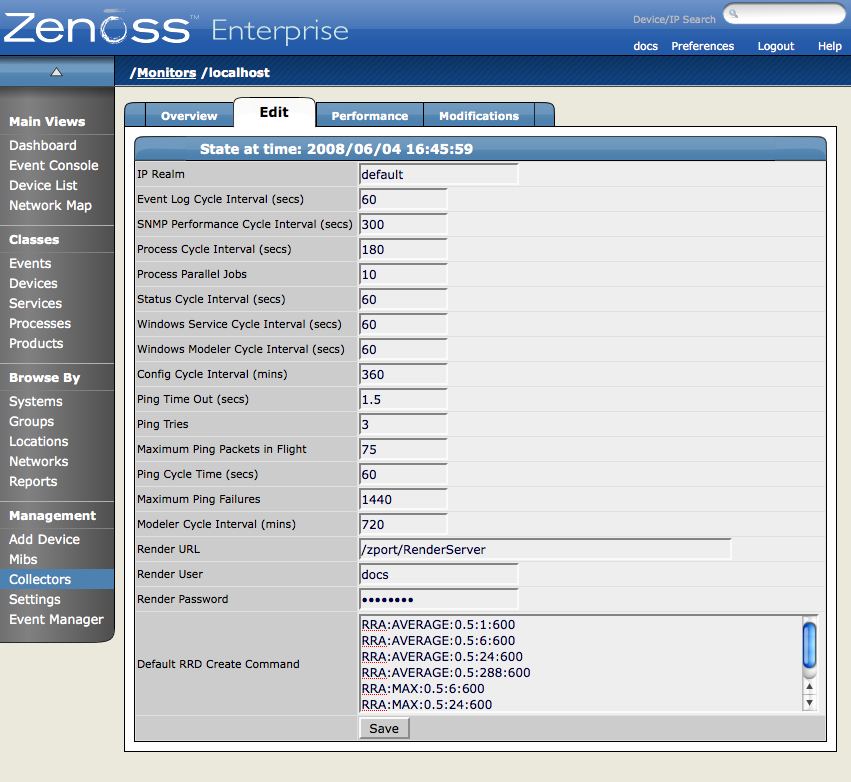 Zenoss™ Enterprise
Device/IP Search
docs Preferences Logout Help
/Monitors /localhost
Main Views
Dashboard
Event Console
Device List
Network Map
Classes
Events
Devices
Services
Processes
Products
Browse By
Systems
Groups
Locations
Networks
Reports
Management
Add Device
Mibs
Collectors
Settings
Event Manager
Overview Edit Performance Modifications
State at time: 2008/06/04 16:45:59
IP Realm default
Event Log Cycle Interval (secs) 60
SNMP Performance Cycle Interval (secs) 300
Process Cycle Interval (secs) 180
Process Parallel Jobs 10
Status Cycle Interval (secs) 60
Windows Service Cycle Interval (secs) 60
Windows Modeler Cycle Interval (secs) 60
Config Cycle Interval (mins) 360
Ping Time Out (secs) 1.5
Ping Tries 3
Maximum Ping Packets in Flight 75
Ping Cycle Time (secs) 60
Maximum Ping Failures 1440
Modeler Cycle Interval (mins) 720
Render URL /zport/RenderServer
Render User docs
Render Password ••••••••
Default RRD Create Command
RRA:AVERAGE:0.5:1:600
RRA:AVERAGE:0.5:6:600
RRA:AVERAGE:0.5:24:600
RRA:AVERAGE:0.5:288:600
RRA:MAX:0.5:6:600
RRA:MAX:0.5:24:600
Save